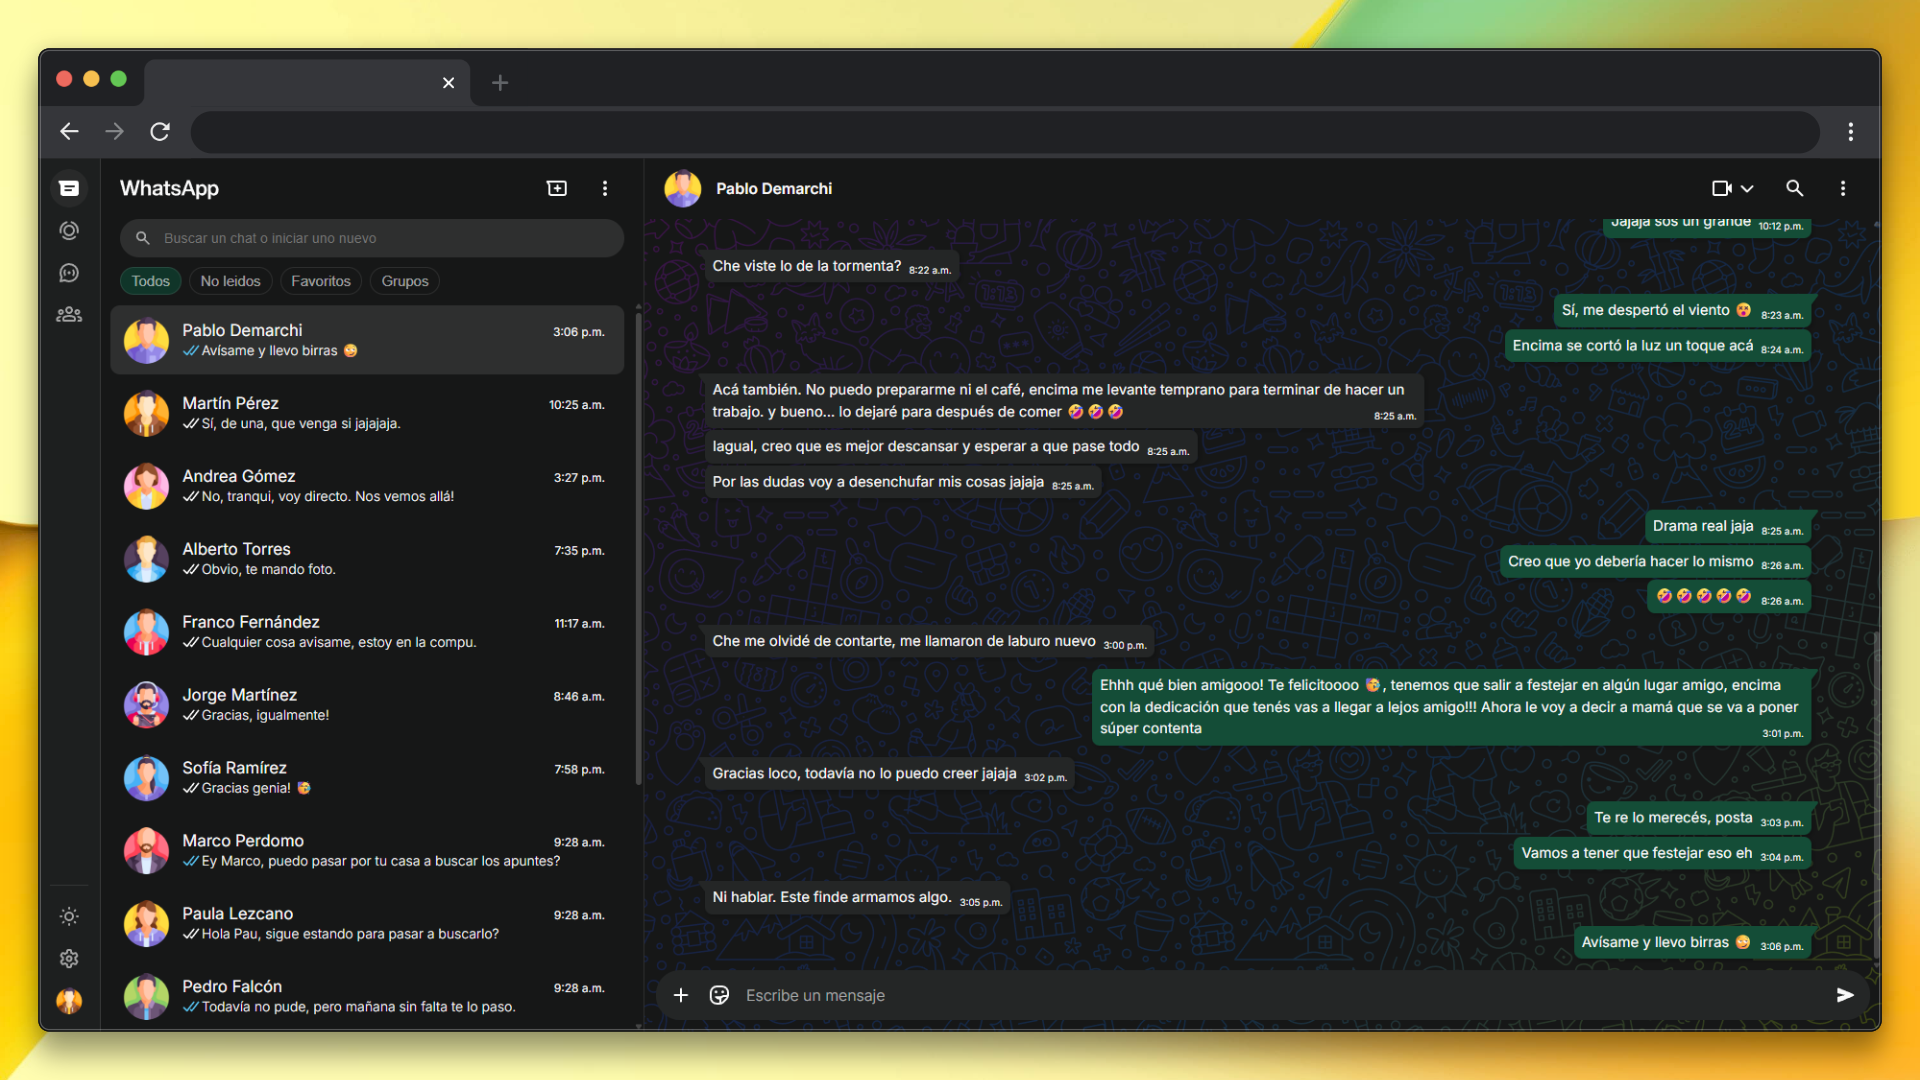 WhatsApp
Buscar un chat o iniciar uno nuevo
Todos
No leidos
Favoritos
Grupos
Pablo Demarchi
3:06 p.m.
Avísame y llevo birras
Martín Pérez
10:25 a.m.
Sí, de una, que venga si jajajaja.
Andrea Gómez
3:27 p.m.
No, tranqui, voy directo. Nos vemos allá!
Alberto Torres
7:35 p.m.
Obvio, te mando foto.
Franco Fernández
11:17 a.m.
Cualquier cosa avisame, estoy en la compu.
Jorge Martínez
8:46 a.m.
Gracias, igualmente!
Sofía Ramírez
7:58 p.m.
Gracias genia! 🥳
Marco Perdomo
9:28 a.m.
Ey Marco, puedo pasar por tu casa a buscar los apuntes?
Paula Lezcano
9:28 a.m.
Hola Pau, sigue estando para pasar a buscarlo?
Pedro Falcón
9:28 a.m.
Todavía no pude, pero mañana sin falta te lo paso.
Pablo Demarchi
Jajaja sos un grande 10:12 p.m.
Che viste lo de la tormenta? 8:22 a.m.
Sí, me despertó el viento 8:23 a.m.
Encima se cortó la luz un toque acá 8:24 a.m.
Acá también. No puedo prepararme ni el café, encima me levante temprano para terminar de hacer un
trabajo. y bueno... lo dejaré para después de comer 🤣 🤣 🤣 8:25 a.m.
Iagual, creo que es mejor descansar y esperar a que pase todo 8:25 a.m.
Por las dudas voy a desenchufar mis cosas jajaja 8:25 a.m.
Drama real jaja 8:25 a.m.
Creo que yo debería hacer lo mismo 8:26 a.m.
🤣 🤣 🤣 🤣 🤣 8:26 a.m.
Che me olvidé de contarte, me llamaron de laburo nuevo 3:00 p.m.
Ehhh qué bien amigooo! Te felicitoooo 🥳, tenemos que salir a festejar en algún lugar amigo, encima
con la dedicación que tenés vas a llegar a lejos amigo!!! Ahora le voy a decir a mamá que se va a poner
súper contenta 3:01 p.m.
Gracias loco, todavía no lo puedo creer jajaja 3:02 p.m.
Te re lo merecés, posta 3:03 p.m.
Vamos a tener que festejar eso eh 3:04 p.m.
Ni hablar. Este finde armamos algo. 3:05 p.m.
Avísame y llevo birras 3:06 p.m.
Escribe un mensaje